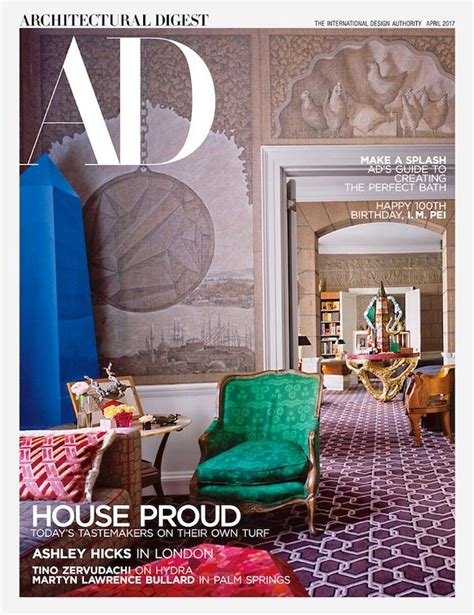 ARCHITECTURAL DIGEST
THE INTERNATIONAL DESIGN AUTHORITY APRIL 2017
AD
MAKE A SPLASH
AD'S GUIDE TO
CREATING
THE PERFECT BATH
HAPPY 100TH
BIRTHDAY, I. M. PEI
HOUSE PROUD
TODAY'S TASTEMAKERS ON THEIR OWN TURF
ASHLEY HICKS IN LONDON
TINO ZERVUDACHI ON HYDRA
MARTYN LAWRENCE BULLARD IN PALM SPRINGS